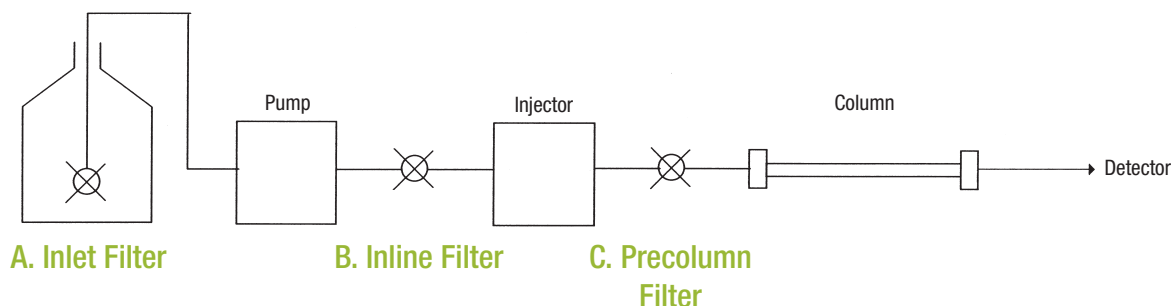 Pump
Injector
Column
Detector
A. Inlet Filter
B. Inline Filter
C. Precolumn
Filter